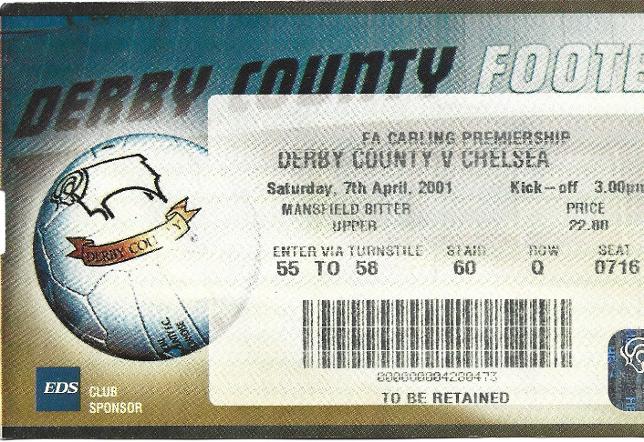 DERBY COUNTY FOOTB
FA CARLING PREMIERSHIP
DERBY COUNTY V CHELSEA
Saturday, 7th April, 2001 Kick-off 3.00pm
MANSFIELD BITTER PRICE
UPPER 22.00
ENTER VIA TURNSTILE STAIR ROW SEAT
55 TO 58 60 Q 0716
DERBY COUNTY
000000004280473
TO BE RETAINED
EDS CLUB
SPONSOR